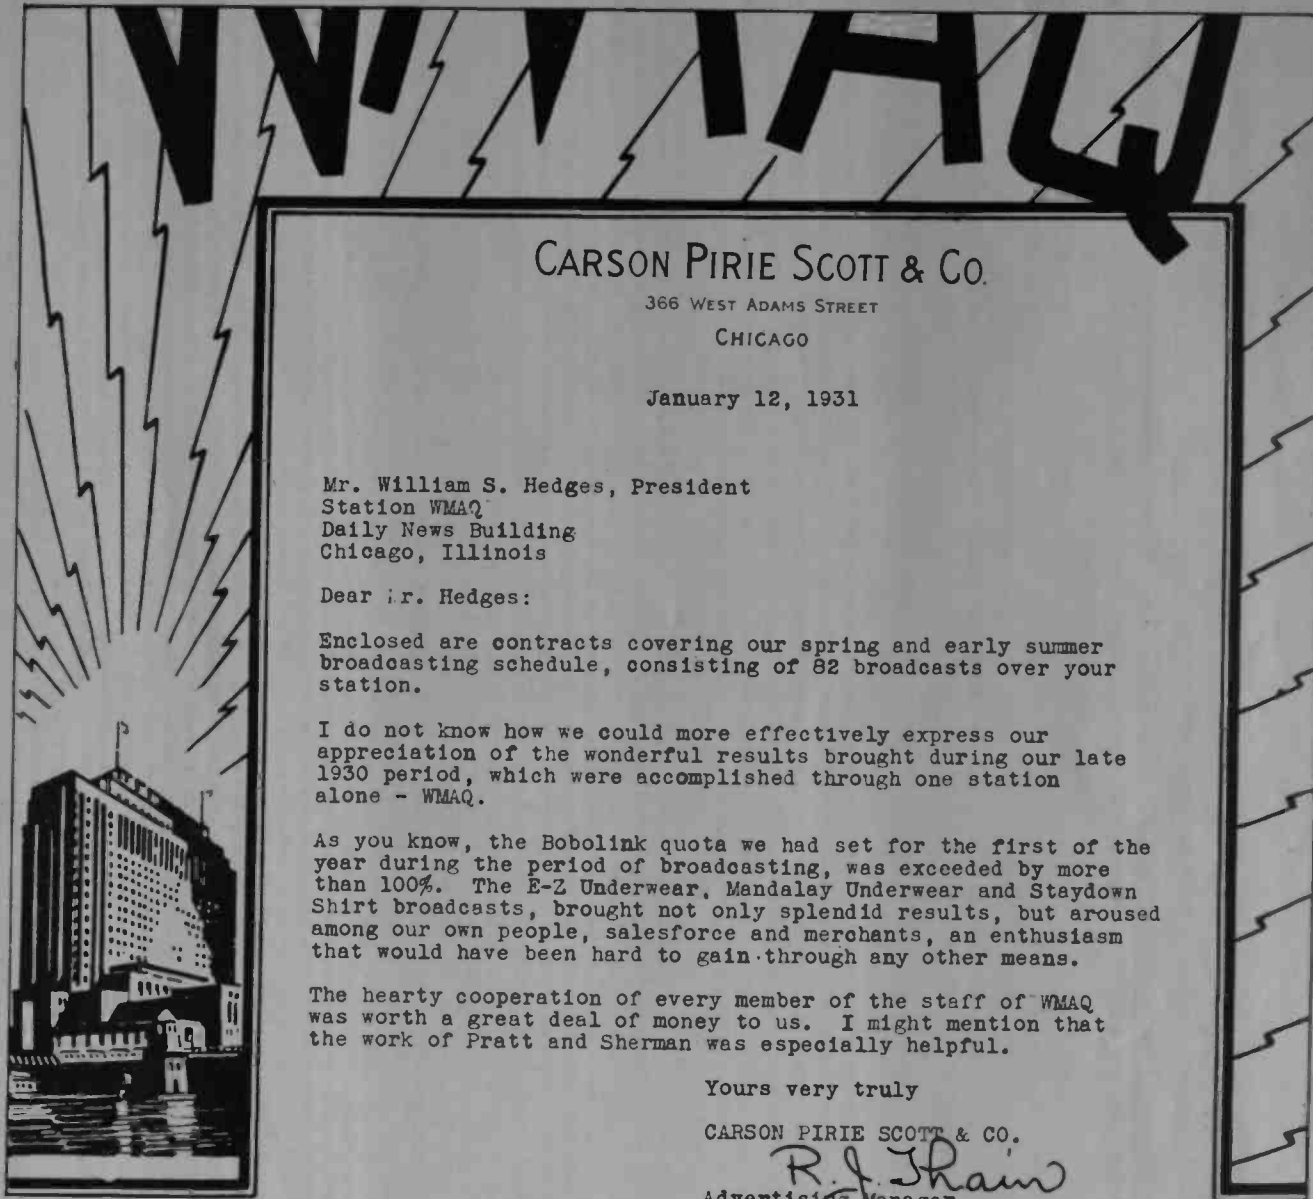 WMAQ
CARSON PIRIE SCOTT & CO.
366 WEST ADAMS STREET
CHICAGO
January 12, 1931
Mr. William S. Hedges, President
Station WMAQ
Daily News Building
Chicago, Illinois
Dear r. Hedges:
Enclosed are contracts covering our spring and early summer
broadcasting schedule, consisting of 82 broadcasts over your
station.
I do not know how we could more effectively express our
appreciation of the wonderful results brought during our late
1930 period, which were accomplished through one station
alone - WMAQ.
As you know, the Bobolink quota we had set for the first of the
year during the period of broadcasting, was exceeded by more
than 100%. The E-Z Underwear, Mandalay Underwear and Staydown
Shirt broadcasts, brought not only splendid results, but aroused
among our own people, salesforce and merchants, an enthusiasm
that would have been hard to gain through any other means.
The hearty cooperation of every member of the staff of WMAQ
was worth a great deal of money to us. I might mention that
the work of Pratt and Sherman was especially helpful.
Yours very truly
CARSON PIRIE SCOTT & CO.
R. J. Thain
Advertising Manager